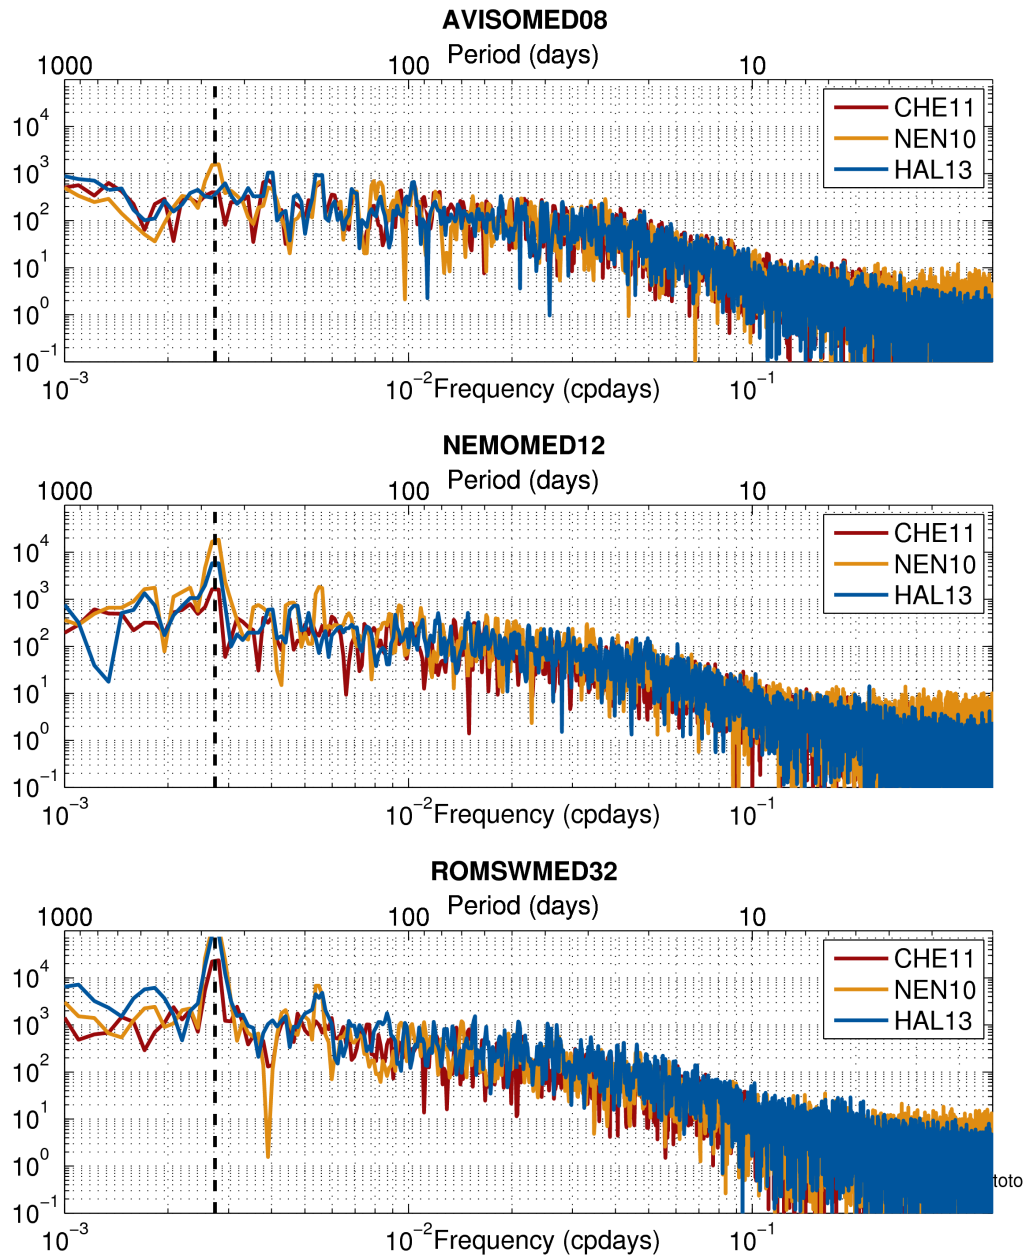 AVISOMED08
Period (days)
1000 100 10
CHE11
NEN10
HAL13
10^4
10^3
10^2
10^1
10^0
10^−1
10^−3 10^−2 Frequency (cpdays) 10^−1
NEMOMED12
Period (days)
1000 100 10
CHE11
NEN10
HAL13
10^4
10^3
10^2
10^1
10^0
10^−1
10^−3 10^−2 Frequency (cpdays) 10^−1
ROMSWMED32
Period (days)
1000 100 10
CHE11
NEN10
HAL13
10^4
10^3
10^2
10^1
10^0
toto
10^−1
10^−3 10^−2 Frequency (cpdays) 10^−1